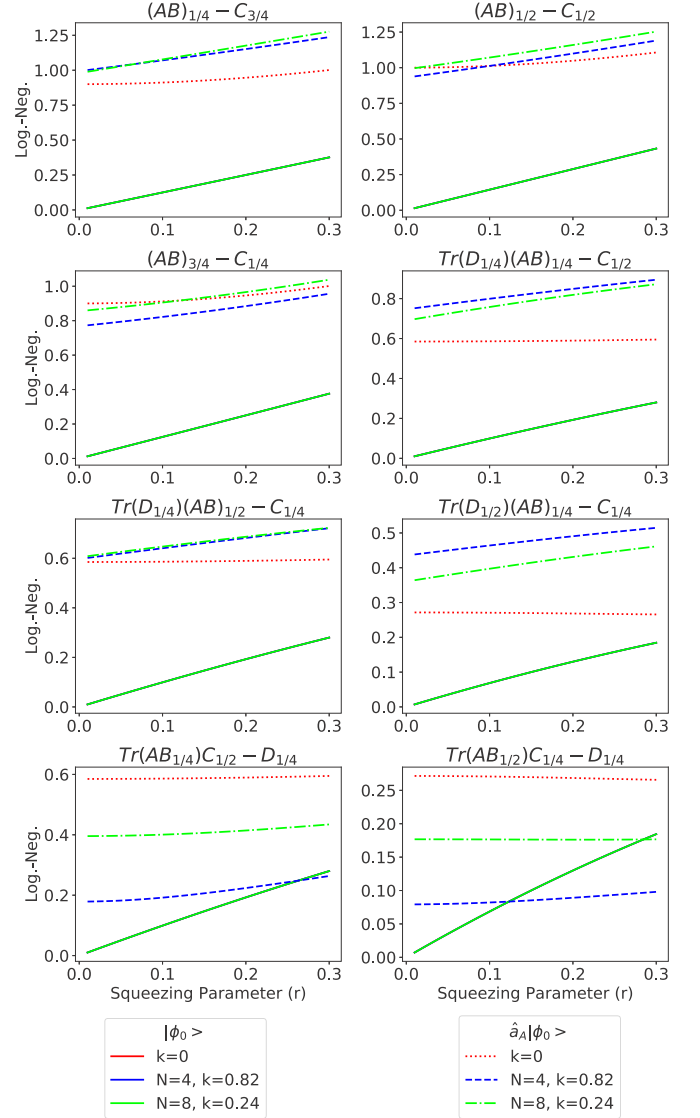 (AB)1/4 − C3/4
(AB)1/2 − C1/2
Log.-Neg.
1.25
1.00
0.75
0.50
0.25
0.00
0.0 0.1 0.2 0.3
1.25
1.00
0.75
0.50
0.25
0.00
0.0 0.1 0.2 0.3
(AB)3/4 − C1/4
Tr(D1/4)(AB)1/4 − C1/2
Log.-Neg.
1.0
0.8
0.6
0.4
0.2
0.0
0.0 0.1 0.2 0.3
0.8
0.6
0.4
0.2
0.0
0.0 0.1 0.2 0.3
Tr(D1/4)(AB)1/2 − C1/4
Tr(D1/2)(AB)1/4 − C1/4
Log.-Neg.
0.6
0.4
0.2
0.0
0.0 0.1 0.2 0.3
0.5
0.4
0.3
0.2
0.1
0.0
0.0 0.1 0.2 0.3
Tr(AB1/4)C1/2 − D1/4
Tr(AB1/2)C1/4 − D1/4
Log.-Neg.
0.6
0.4
0.2
0.0
0.0 0.1 0.2 0.3
Squeezing Parameter (r)
0.25
0.20
0.15
0.10
0.05
0.00
0.0 0.1 0.2 0.3
Squeezing Parameter (r)
|ϕ0 >
k=0
N=4, k=0.82
N=8, k=0.24
âA|ϕ0 >
k=0
N=4, k=0.82
N=8, k=0.24